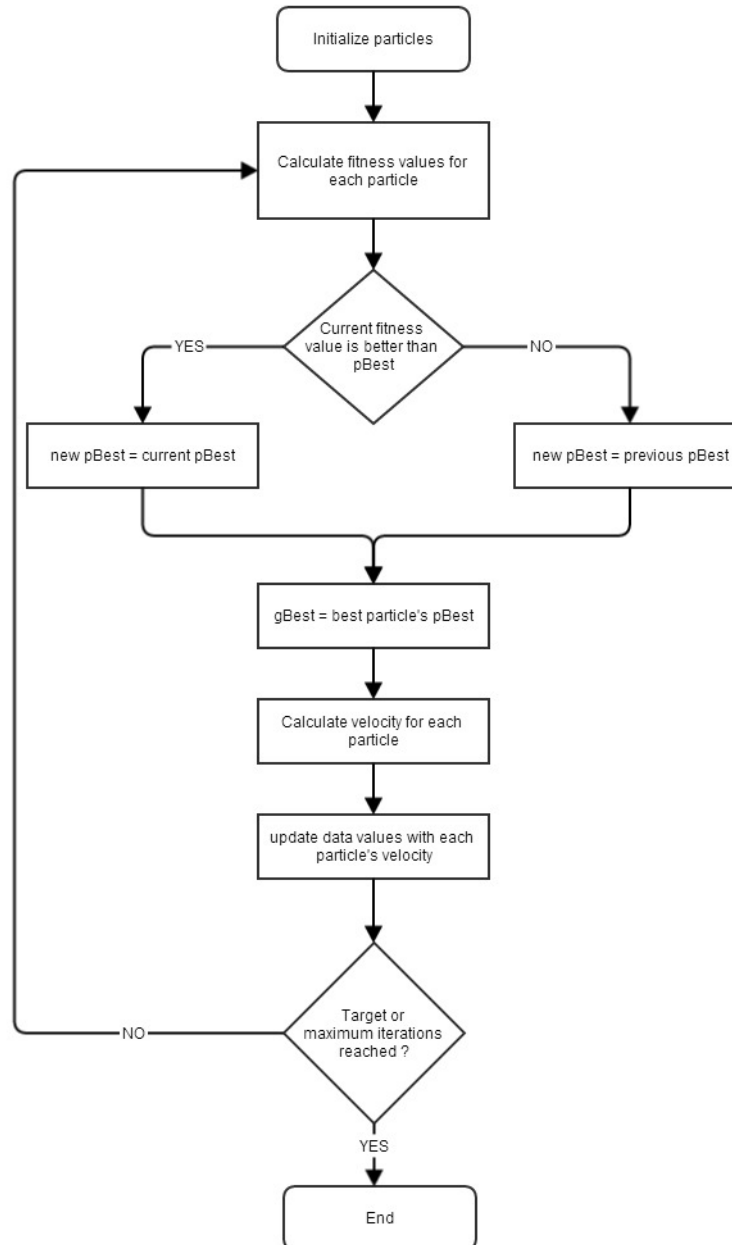 Initialize particles
Calculate fitness values for
each particle
Current fitness
value is better than
pBest
YES
NO
new pBest = current pBest
new pBest = previous pBest
gBest = best particle's pBest
Calculate velocity for each
particle
update data values with each
particle's velocity
Target or
maximum iterations
reached ?
NO
YES
End